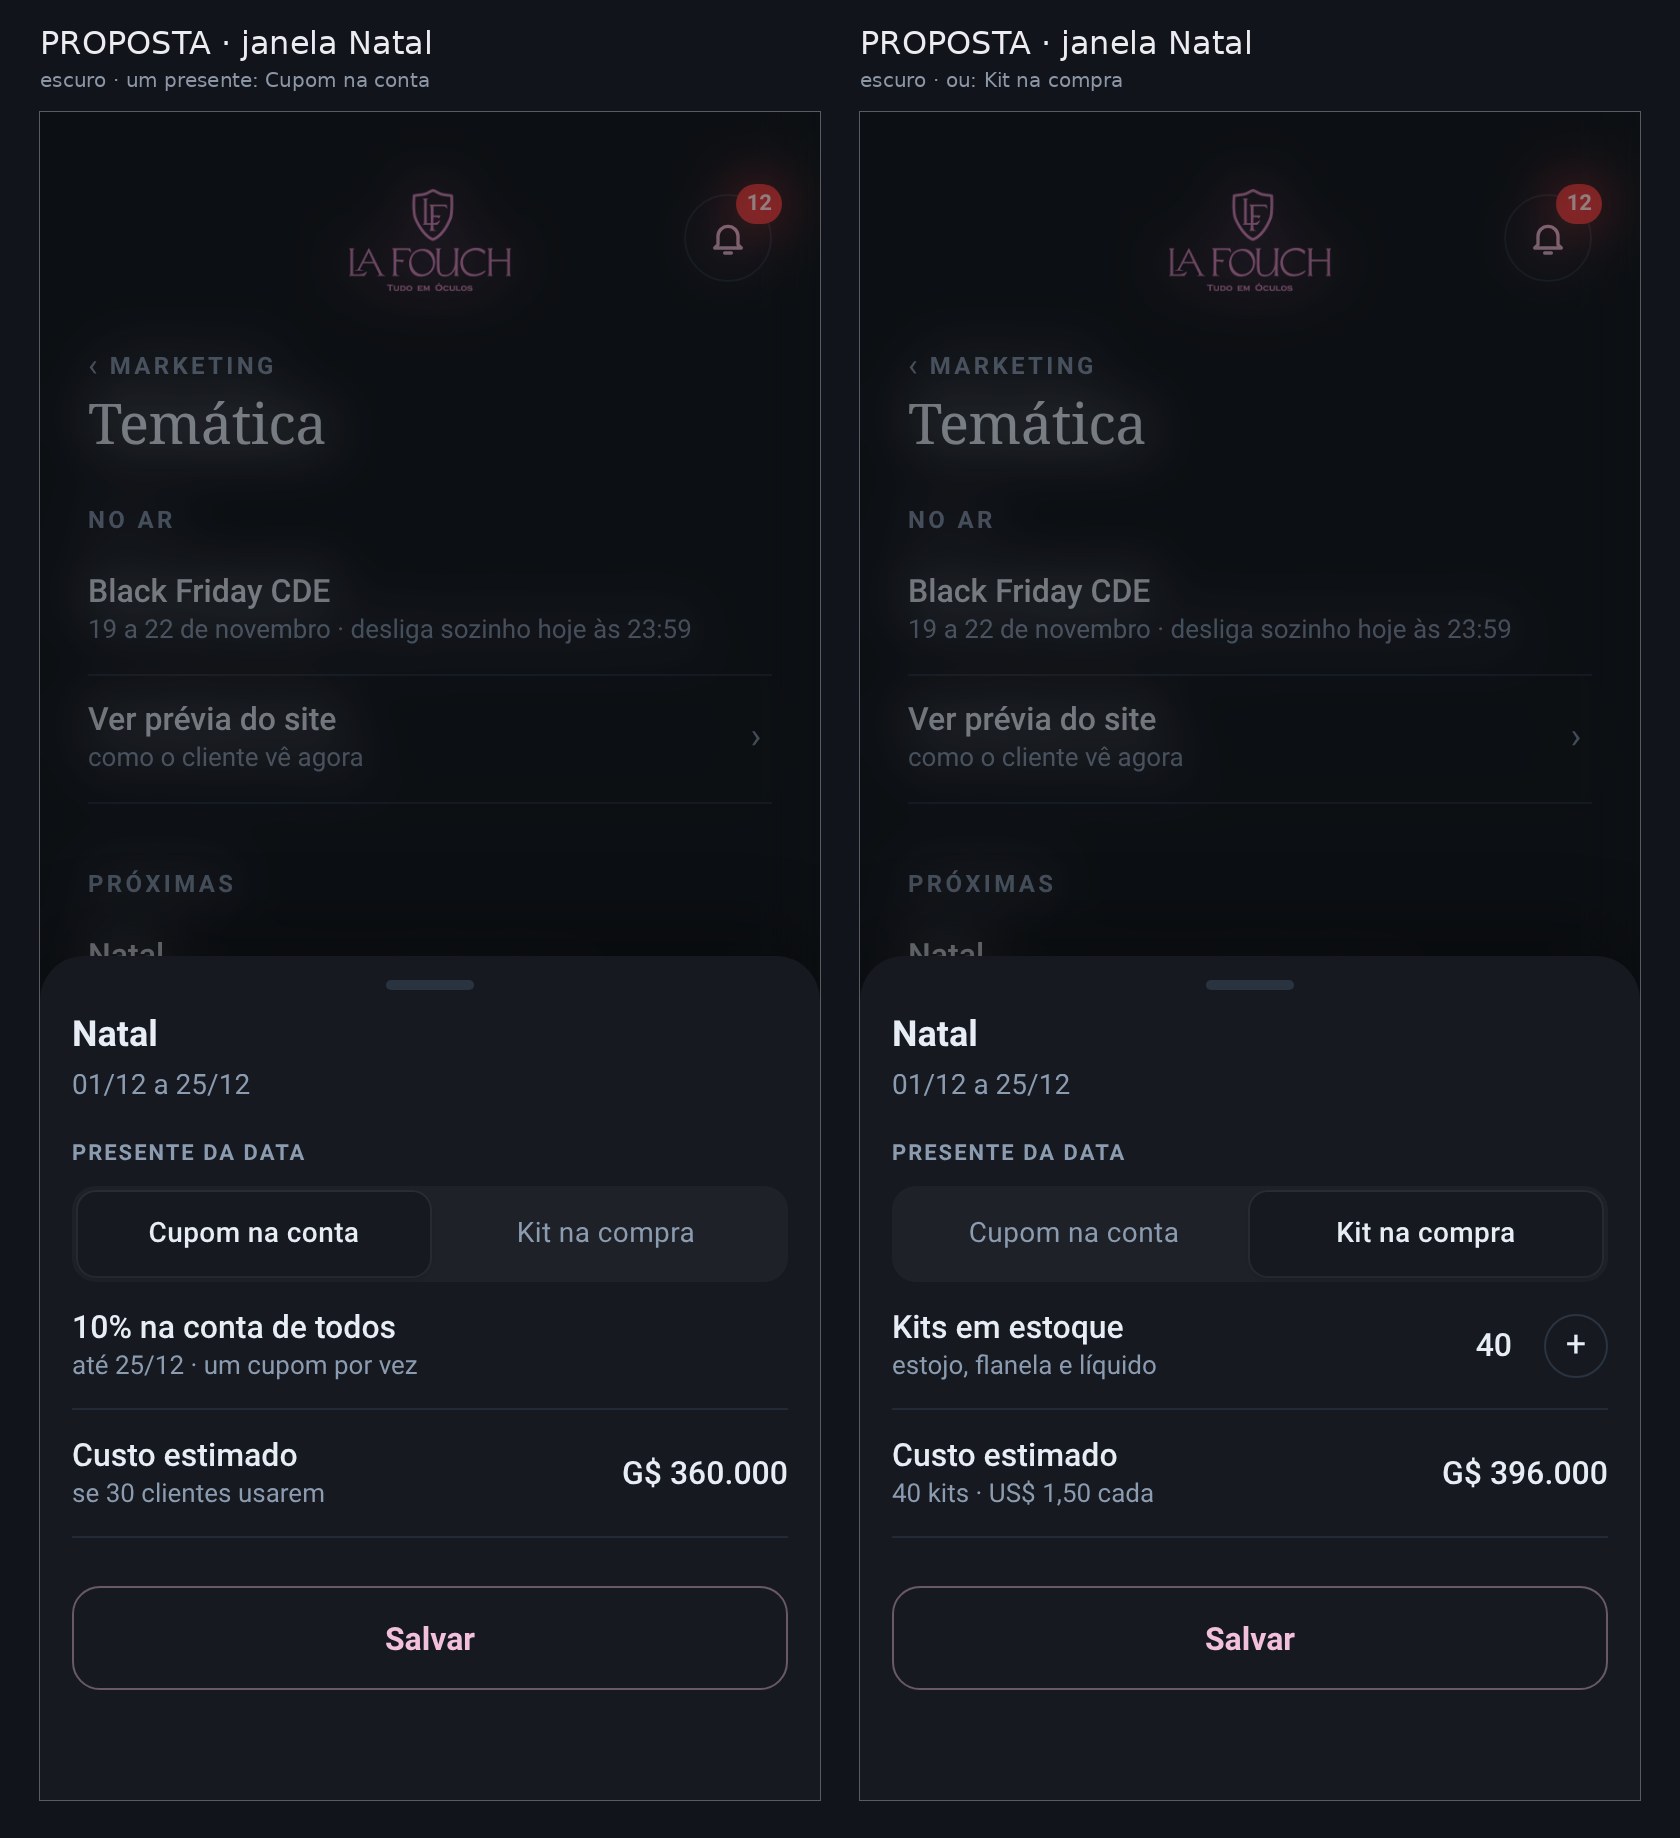 PROPOSTA · janela Natal
escuro · um presente: Cupom na conta
12
LF
LA FOUCH
TUDO EM ÓCULOS
‹ MARKETING
Temática
NO AR
Black Friday CDE
19 a 22 de novembro · desliga sozinho hoje às 23:59
Ver prévia do site
como o cliente vê agora
›
PRÓXIMAS
Natal
Natal
01/12 a 25/12
PRESENTE DA DATA
Cupom na conta
Kit na compra
10% na conta de todos
até 25/12 · um cupom por vez
Custo estimado
se 30 clientes usarem
G$ 360.000
Salvar
PROPOSTA · janela Natal
escuro · ou: Kit na compra
12
LF
LA FOUCH
TUDO EM ÓCULOS
‹ MARKETING
Temática
NO AR
Black Friday CDE
19 a 22 de novembro · desliga sozinho hoje às 23:59
Ver prévia do site
como o cliente vê agora
›
PRÓXIMAS
Natal
Natal
01/12 a 25/12
PRESENTE DA DATA
Cupom na conta
Kit na compra
Kits em estoque
estojo, flanela e líquido
40
+
Custo estimado
40 kits · US$ 1,50 cada
G$ 396.000
Salvar